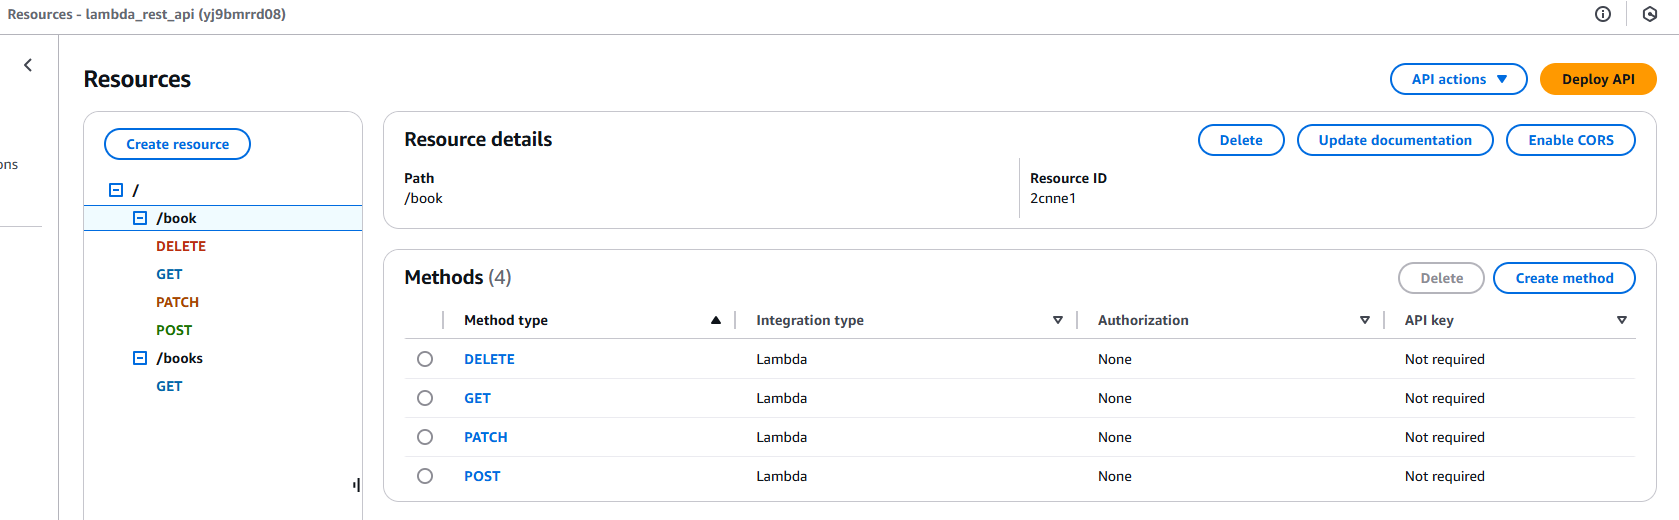 Resources - lambda_rest_api (yj9bmrrd08)
ons
Resources
API actions
Deploy API
Create resource
/
/book
DELETE
GET
PATCH
POST
/books
GET
Resource details
Delete
Update documentation
Enable CORS
Path
/book
Resource ID
2cnne1
Methods (4)
Delete
Create method
Method type Integration type Authorization API key
DELETE Lambda None Not required
GET Lambda None Not required
PATCH Lambda None Not required
POST Lambda None Not required